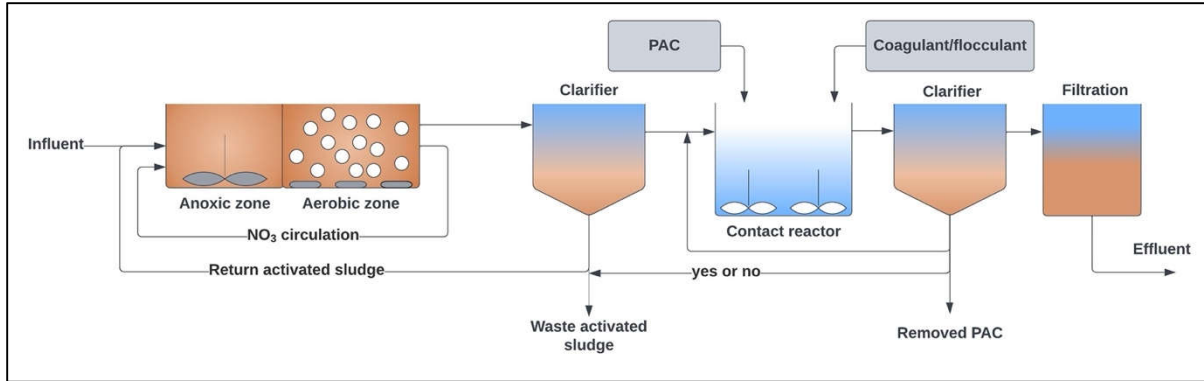 PAC
Coagulant/flocculant
Clarifier
Clarifier
Filtration
Influent
Anoxic zone
Aerobic zone
Contact reactor
NO₃ circulation
Effluent
Return activated sludge
yes or no
Waste activated
sludge
Removed PAC